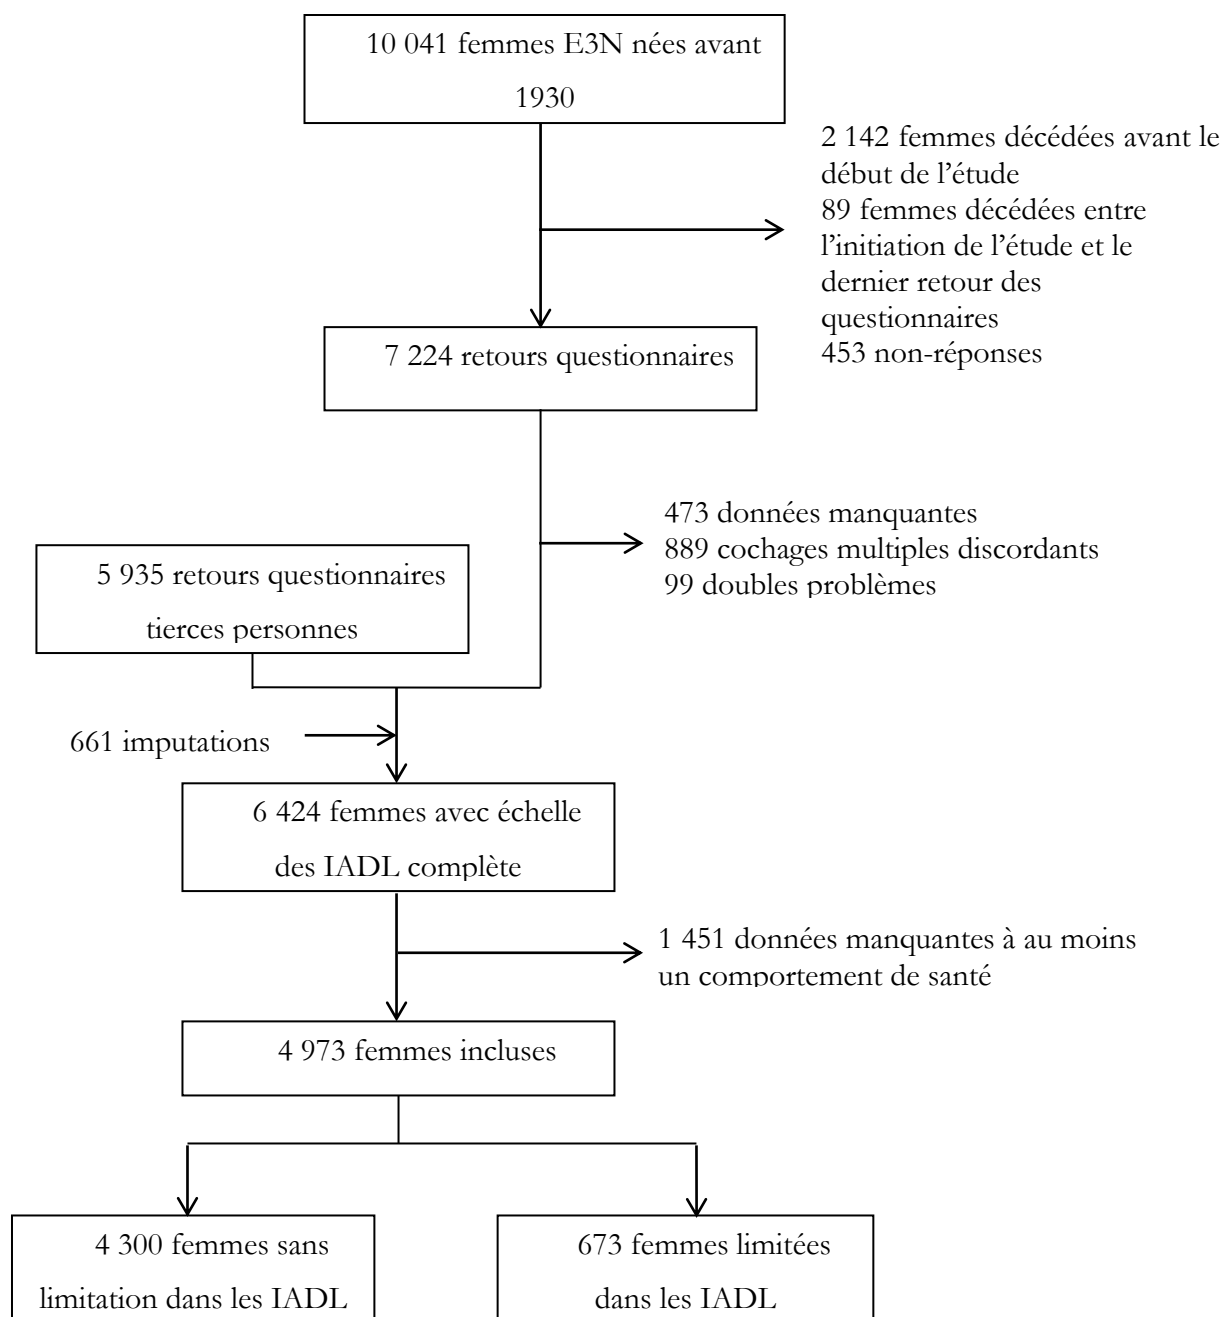 10 041 femmes E3N nées avant
1930
2 142 femmes décédées avant le
début de l'étude
89 femmes décédées entre
l'initiation de l'étude et le
dernier retour des
questionnaires
453 non-réponses
7 224 retours questionnaires
473 données manquantes
889 cochages multiples discordants
99 doubles problèmes
5 935 retours questionnaires
tierces personnes
661 imputations
6 424 femmes avec échelle
des IADL complète
1 451 données manquantes à au moins
un comportement de santé
4 973 femmes incluses
4 300 femmes sans
limitation dans les IADL
673 femmes limitées
dans les IADL